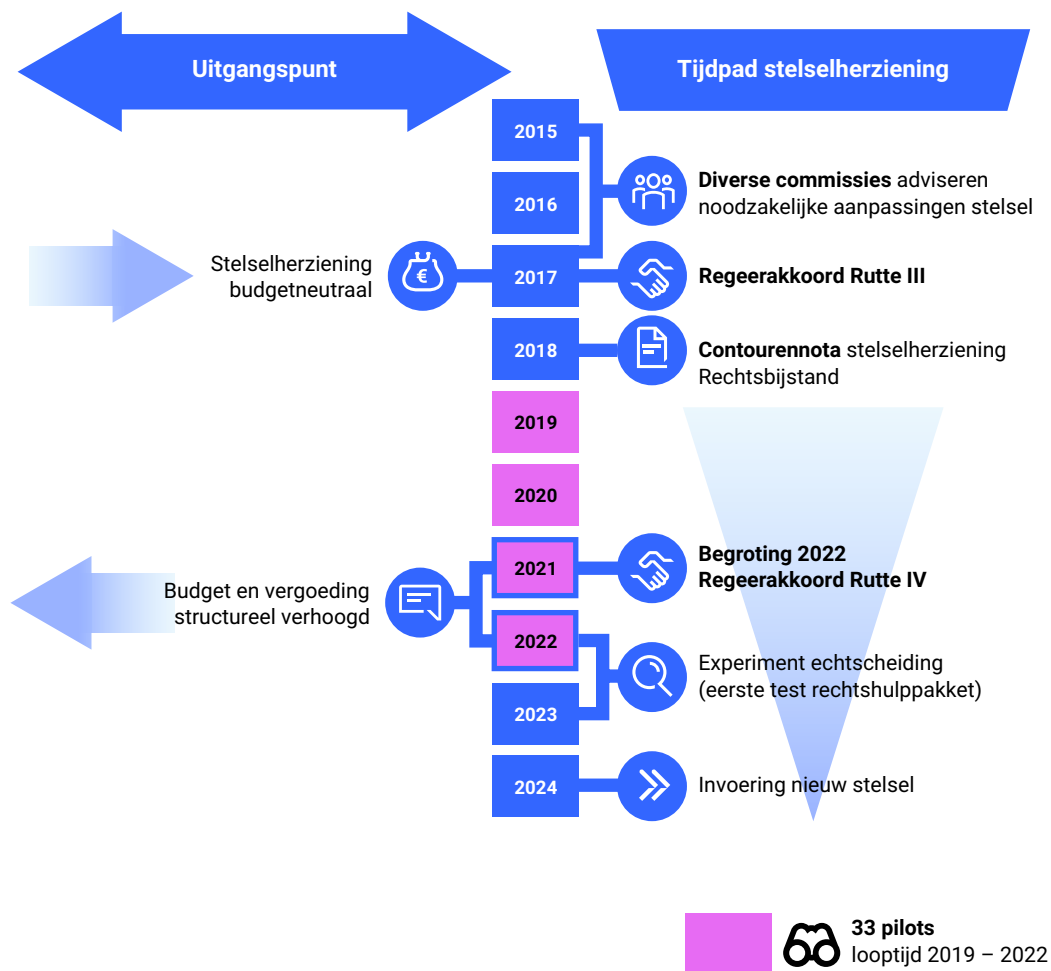 Uitgangspunt
Tijdpad stelselherziening
2015
Diverse commissies adviseren
noodzakelijke aanpassingen stelsel
2016
Stelselherziening
budgetneutraal
€
2017
Regeerakkoord Rutte III
2018
Contourennota stelselherziening
Rechtsbijstand
2019
2020
2021
Begroting 2022
Regeerakkoord Rutte IV
Budget en vergoeding
structureel verhoogd
2022
Experiment echtscheiding
(eerste test rechtshulppakket)
2023
2024
Invoering nieuw stelsel
33 pilots
looptijd 2019 – 2022